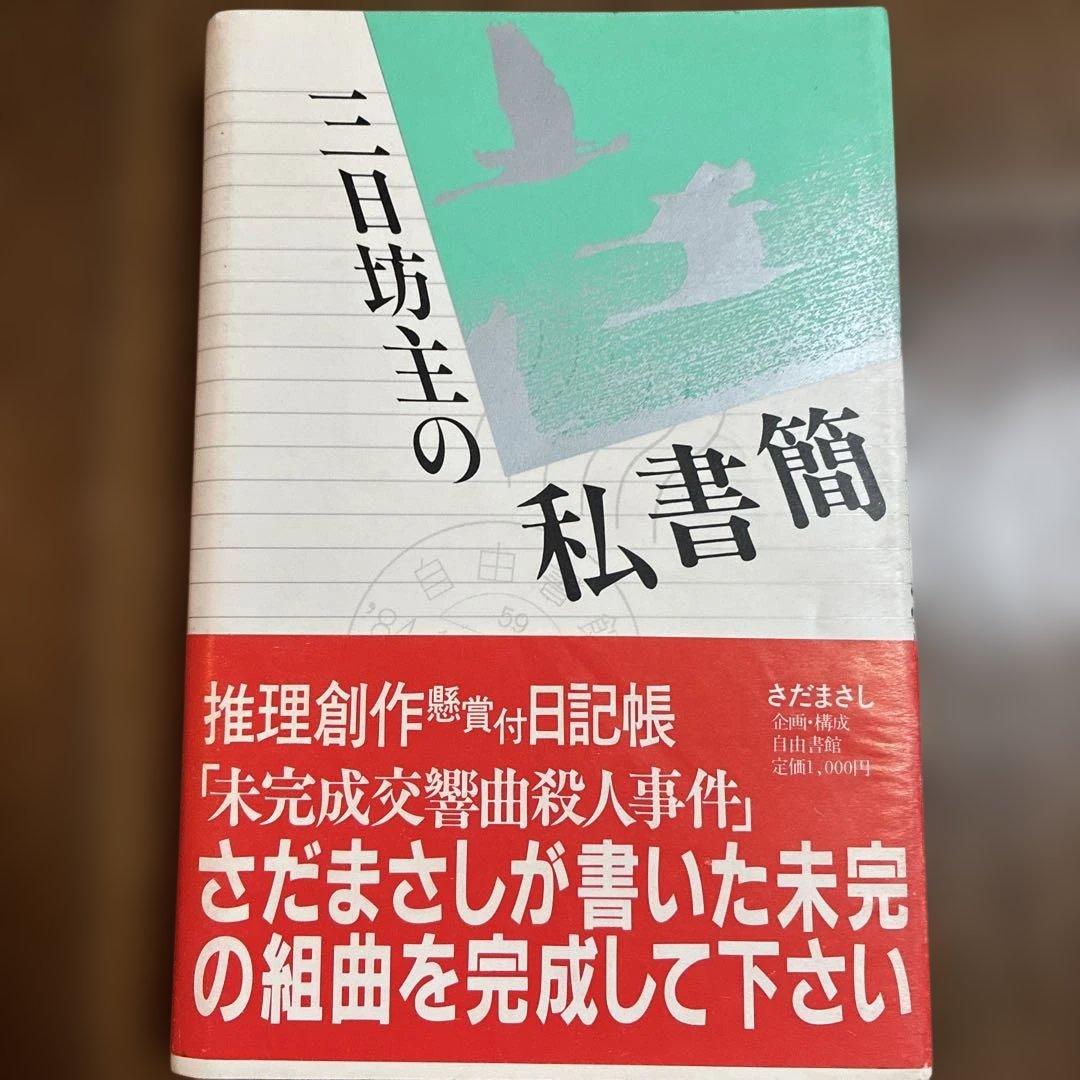 三日坊主の
私書簡
自由書館
'84
59
推理創作懸賞付日記帳
「未完成交響曲殺人事件」
さだまさしが書いた未完
の組曲を完成して下さい
さだまさし
企画・構成
自由書館
定価1,000円